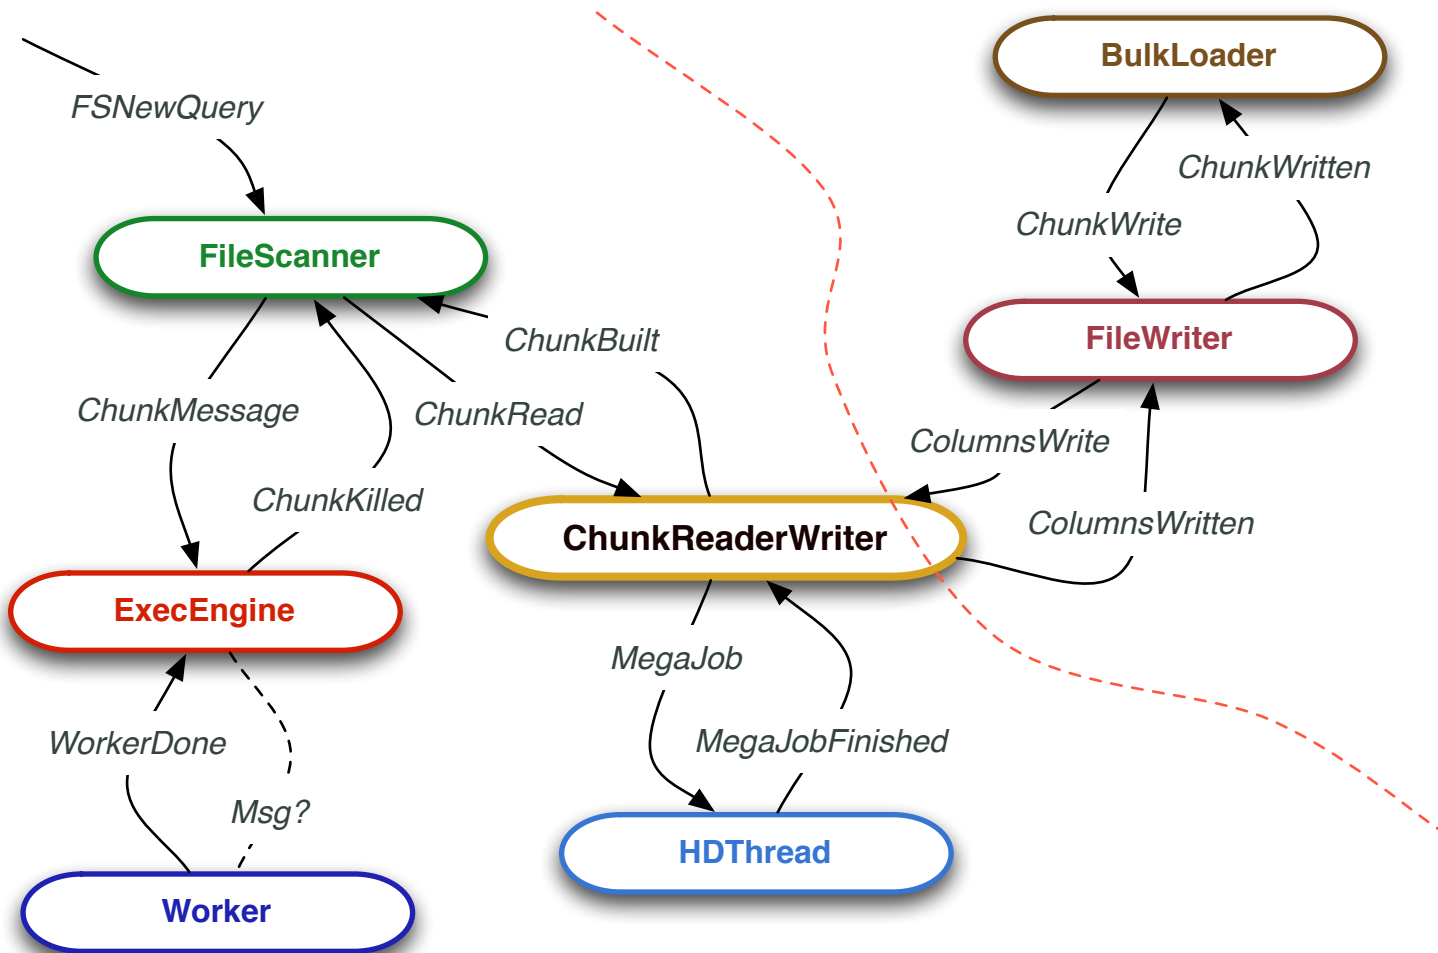 BulkLoader
FSNewQuery
ChunkWritten
ChunkWrite
FileScanner
FileWriter
ChunkBuilt
ChunkMessage
ChunkRead
ColumnsWrite
ChunkKilled
ColumnsWritten
ChunkReaderWriter
ExecEngine
MegaJob
WorkerDone
MegaJobFinished
Msg?
HDThread
Worker